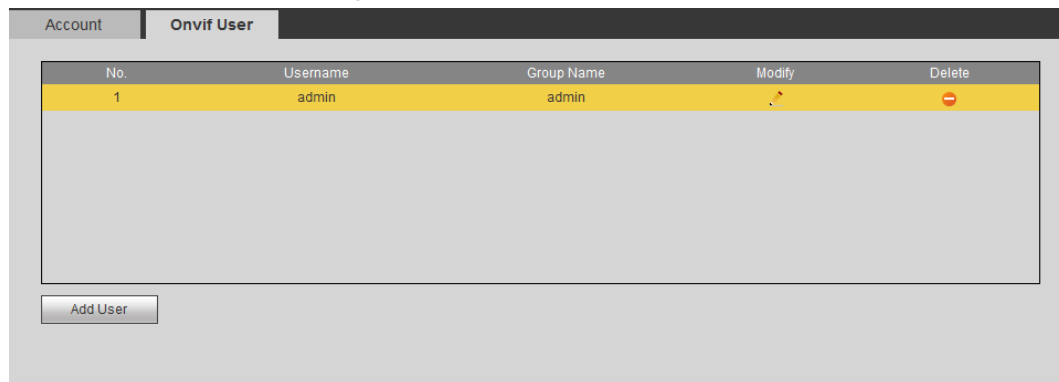 Account Onvif User
No. Username Group Name Modify Delete
1 admin admin
Add User